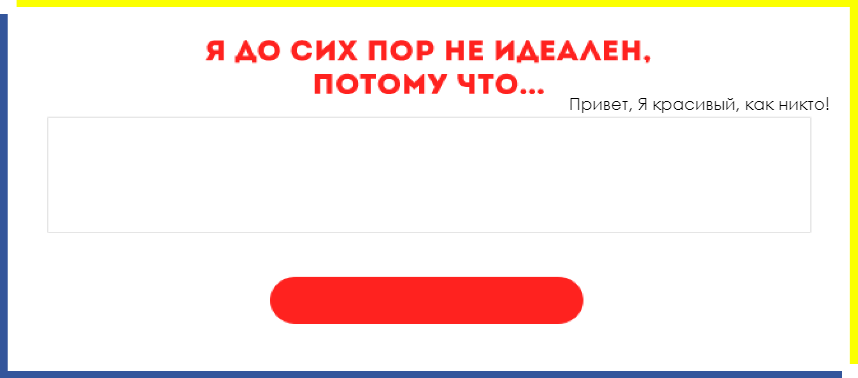 Я ДО СИХ ПОР НЕ ИДЕАЛЕН,
ПОТОМУ ЧТО...
Привет, Я красивый, как никто!